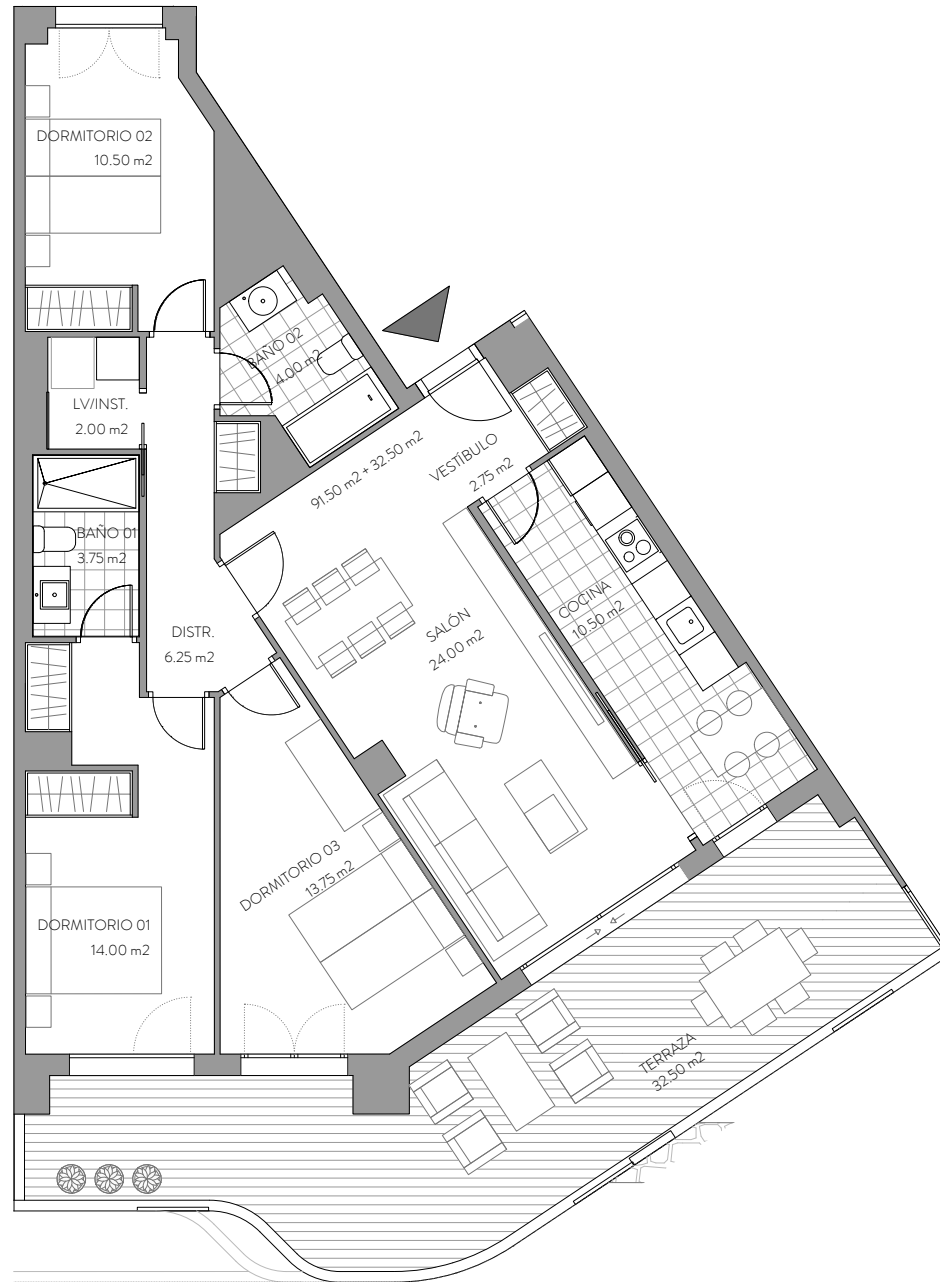 DORMITORIO 02
10.50 m2
BAÑO 02
4.00 m2
LV/INST.
2.00 m2
91.50 m2 + 32.50 m2
VESTÍBULO
2.75 m2
BAÑO 01
3.75 m2
COCINA
10.50 m2
SALÓN
24.00 m2
DISTR.
6.25 m2
DORMITORIO 03
13.75 m2
DORMITORIO 01
14.00 m2
TERRAZA
32.50 m2